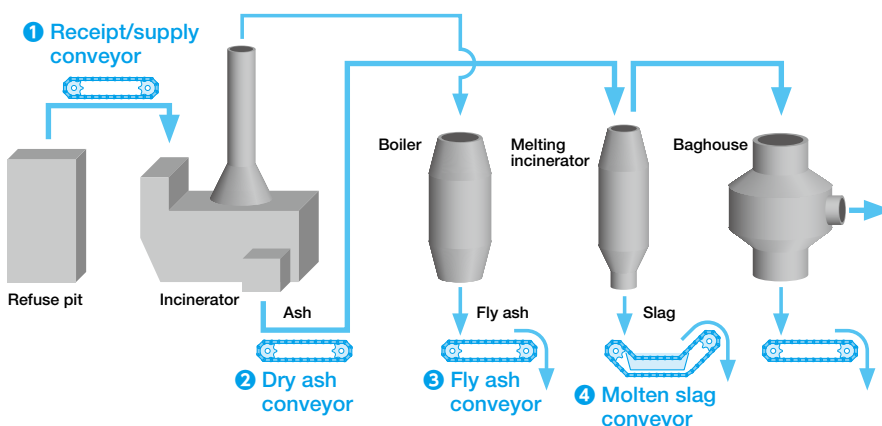 ❶ Receipt/supply
conveyor
Boiler
Melting
incinerator
Baghouse
Refuse pit
Incinerator
Ash
Fly ash
Slag
❷ Dry ash
conveyor
❸ Fly ash
conveyor
❹ Molten slag
conveyor